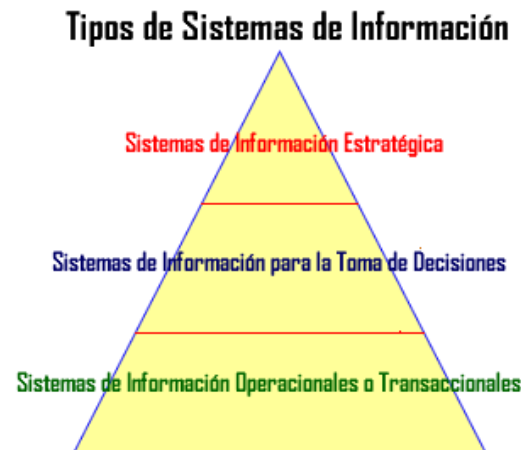 Tipos de Sistemas de Información
Sistemas de Información Estratégica
Sistemas de Información para la Toma de Decisiones
Sistemas de Información Operacionales o Transaccionales